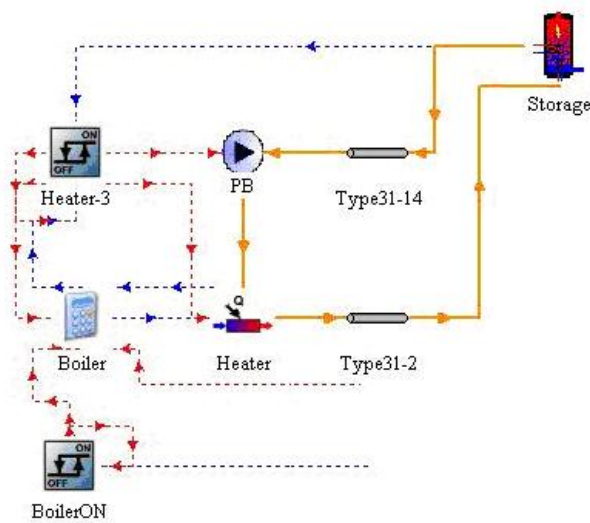 Storage
ON
OFF
Heater-3
PB
Type31-14
Q
Boiler
Heater
Type31-2
ON
OFF
BoilerON